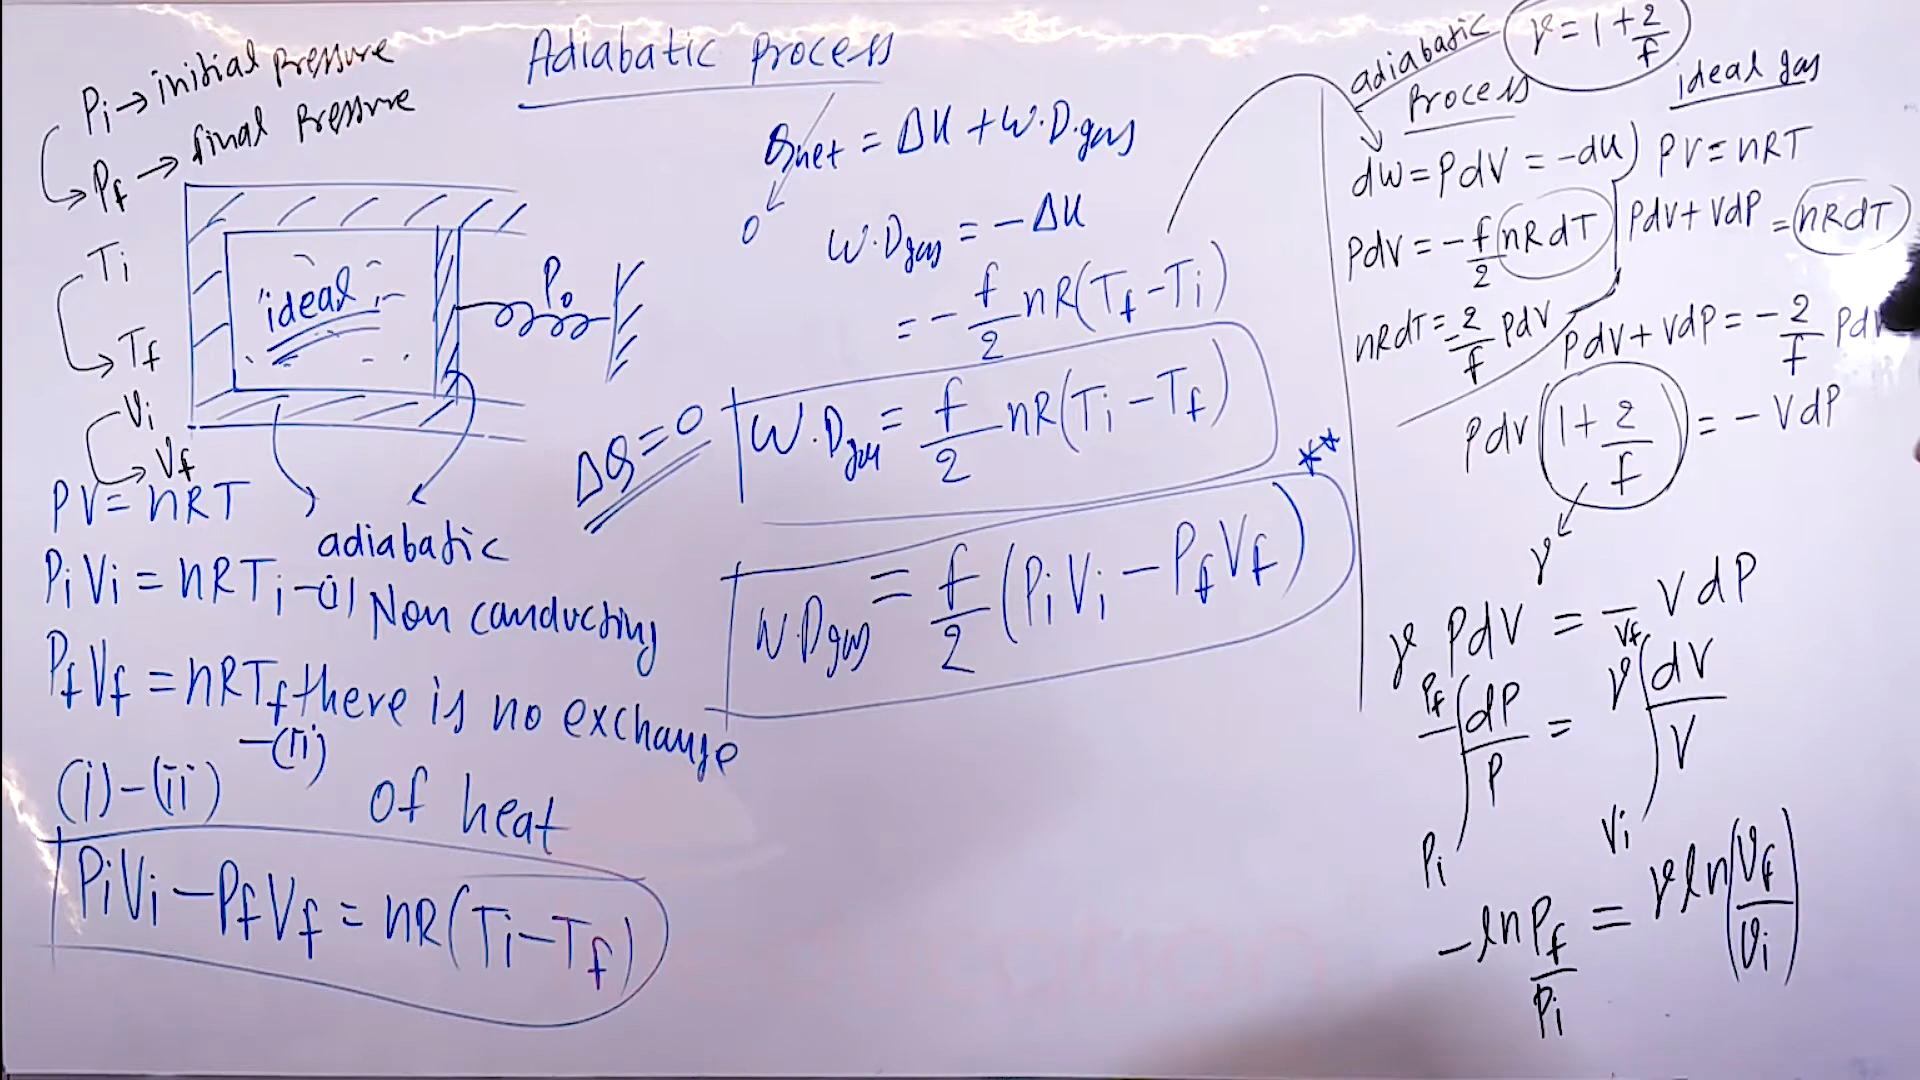 Adiabatic Process
Pi → initial pressure
Pf → final pressure
Ti
Tf
Vi
Vf
ideal
P₀
PV = nRT
PiVi = nRTi -(i)
PfVf = nRTf
-(ii)
(i)-(ii)
PiVi - PfVf = nR(Ti - Tf)
adiabatic
Non conducting
there is no exchange
of heat
Qnet = ΔU + W.Dgas
0
W.Dgas = -ΔU
= -f/2 nR(Tf - Ti)
ΔQ = 0
W.Dgas = f/2 nR(Ti - Tf)
**
W.Dgas = f/2 (PiVi - PfVf)
adiabatic
process
γ = 1 + 2/f
ideal gas
dW = PdV = -dU) PV = nRT
PdV = -f/2 nRdT
PdV + VdP = nRdT
nRdT = 2/f PdV
PdV + VdP = -2/f PdV
PdV (1 + 2/f) = -VdP
γ
γ PdV = -VdP
-∫Pi^Pf dP/P = γ∫Vi^Vf dV/V
-ln Pf/Pi = γ ln(Vf/Vi)